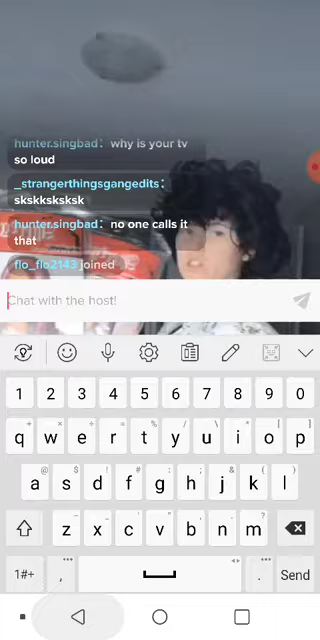 hunter.singbad: why is your tv
so loud
_strangerthingsgangedits:
skskksksksk
hunter.singbad: no one calls it
that
flo_flo2143 joined
Chat with the host!
1 2 3 4 5 6 7 8 9 0
q w e r t y u i o p
a s d f g h j k l
z x c v b n m
1#+ , . Send